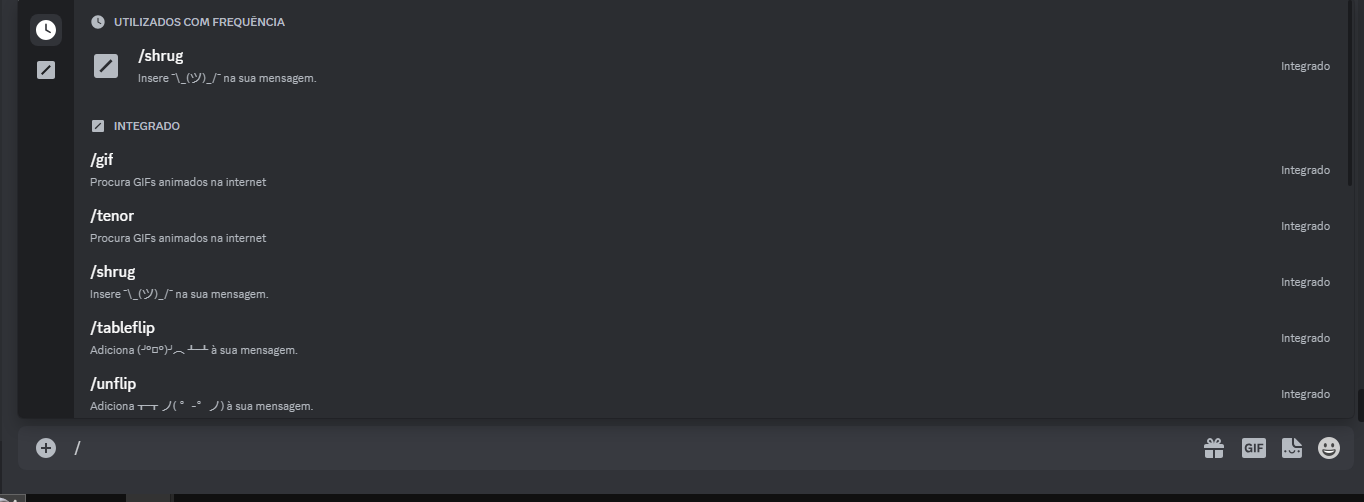 UTILIZADOS COM FREQUÊNCIA
/shrug
Insere ¯\_(ツ)_/¯ na sua mensagem.
Integrado
INTEGRADO
/gif
Procura GIFs animados na internet
Integrado
/tenor
Procura GIFs animados na internet
Integrado
/shrug
Insere ¯\_(ツ)_/¯ na sua mensagem.
Integrado
/tableflip
Adiciona (╯°□°)╯︵ ┻━┻ à sua mensagem.
Integrado
/unflip
Adiciona ┬─┬ノ( º _ ºノ) à sua mensagem.
Integrado
/
GIF